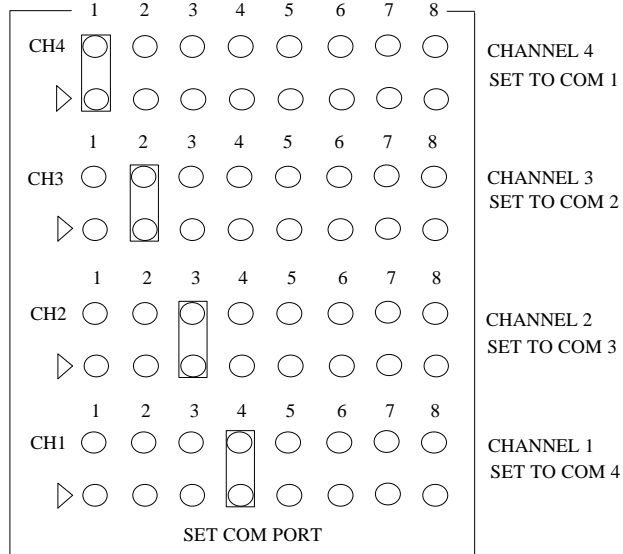 1 2 3 4 5 6 7 8
CH4
CHANNEL 4
SET TO COM 1
1 2 3 4 5 6 7 8
CH3
CHANNEL 3
SET TO COM 2
1 2 3 4 5 6 7 8
CH2
CHANNEL 2
SET TO COM 3
1 2 3 4 5 6 7 8
CH1
CHANNEL 1
SET TO COM 4
SET COM PORT